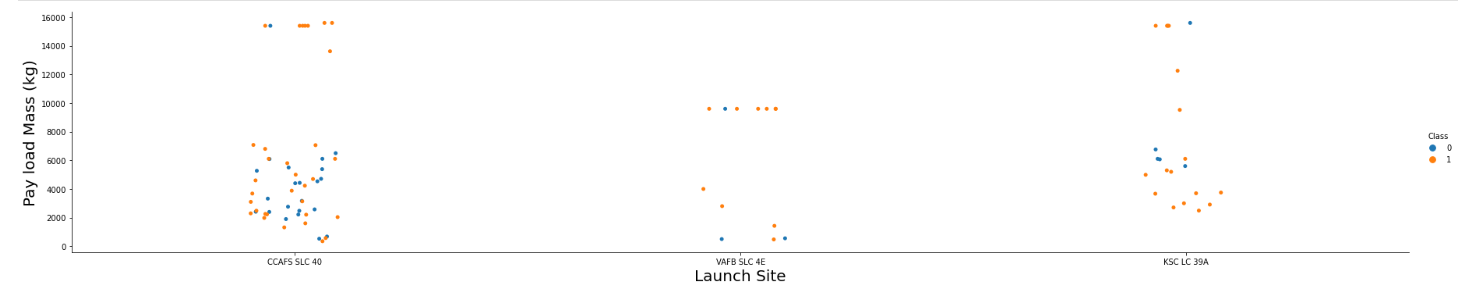 Pay load Mass (kg)
16000
14000
12000
10000
8000
6000
4000
2000
0
CCAFS SLC 40
VAFB SLC 4E
KSC LC 39A
Launch Site
Class
0
1